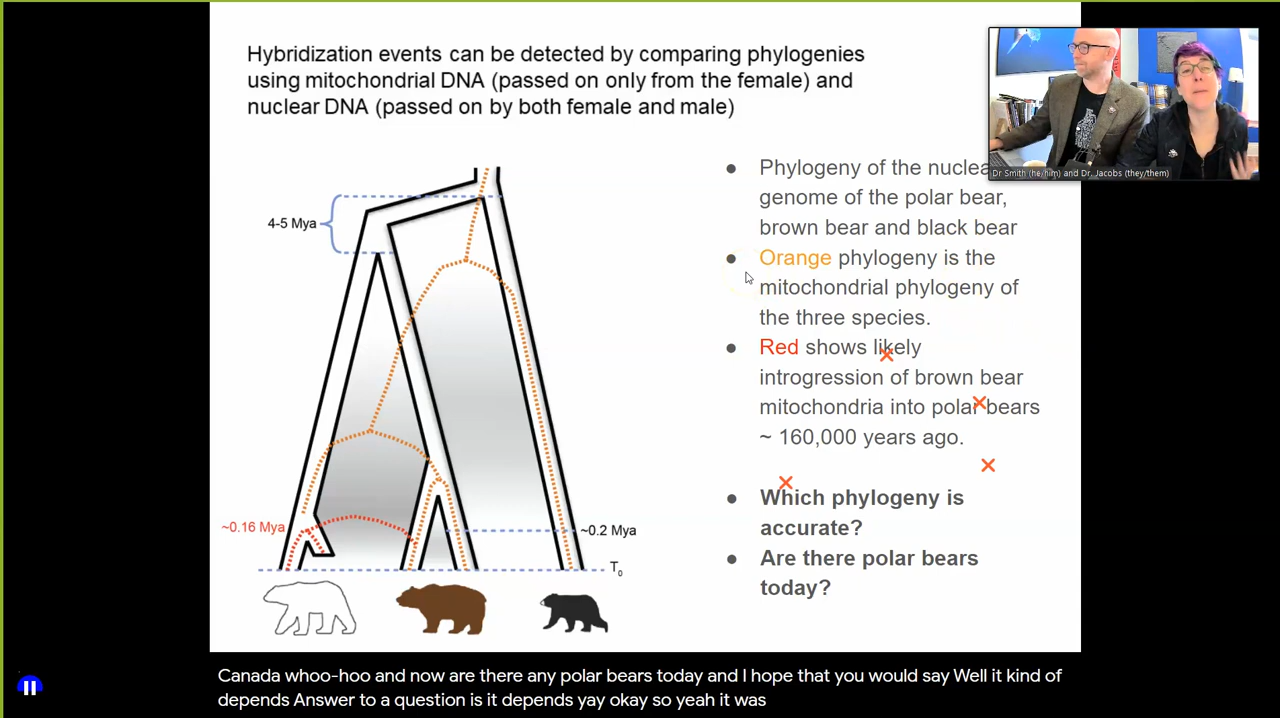 Hybridization events can be detected by comparing phylogenies
using mitochondrial DNA (passed on only from the female) and
nuclear DNA (passed on by both female and male)
Dr Smith (he/him) and Dr. Jacobs (they/them)
4-5 Mya
~0.16 Mya
~0.2 Mya
T0
● Phylogeny of the nuclea
genome of the polar bear,
brown bear and black bear
● Orange phylogeny is the
mitochondrial phylogeny of
the three species.
● Red shows likely
introgression of brown bear
mitochondria into polar bears
~ 160,000 years ago.
● Which phylogeny is
accurate?
● Are there polar bears
today?
Canada whoo-hoo and now are there any polar bears today and I hope that you would say Well it kind of
depends Answer to a question is it depends yay okay so yeah it was